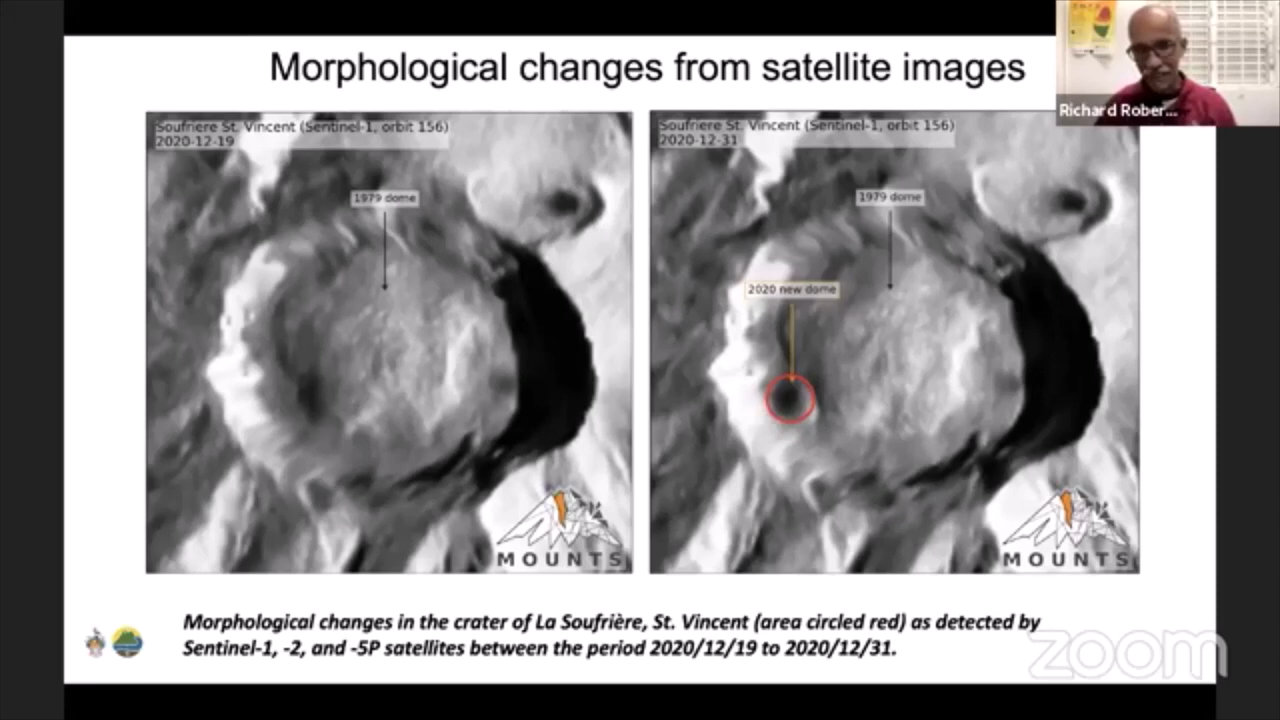 Morphological changes from satellite images
Richard Rober...
Soufriere St. Vincent (Sentinel-1, orbit 156)
2020-12-19
1979 dome
MOUNTS
Soufriere St. Vincent (Sentinel-1, orbit 156)
2020-12-31
1979 dome
2020 new dome
MOUNTS
Morphological changes in the crater of La Soufrière, St. Vincent (area circled red) as detected by
Sentinel-1, -2, and -5P satellites between the period 2020/12/19 to 2020/12/31.
zoom